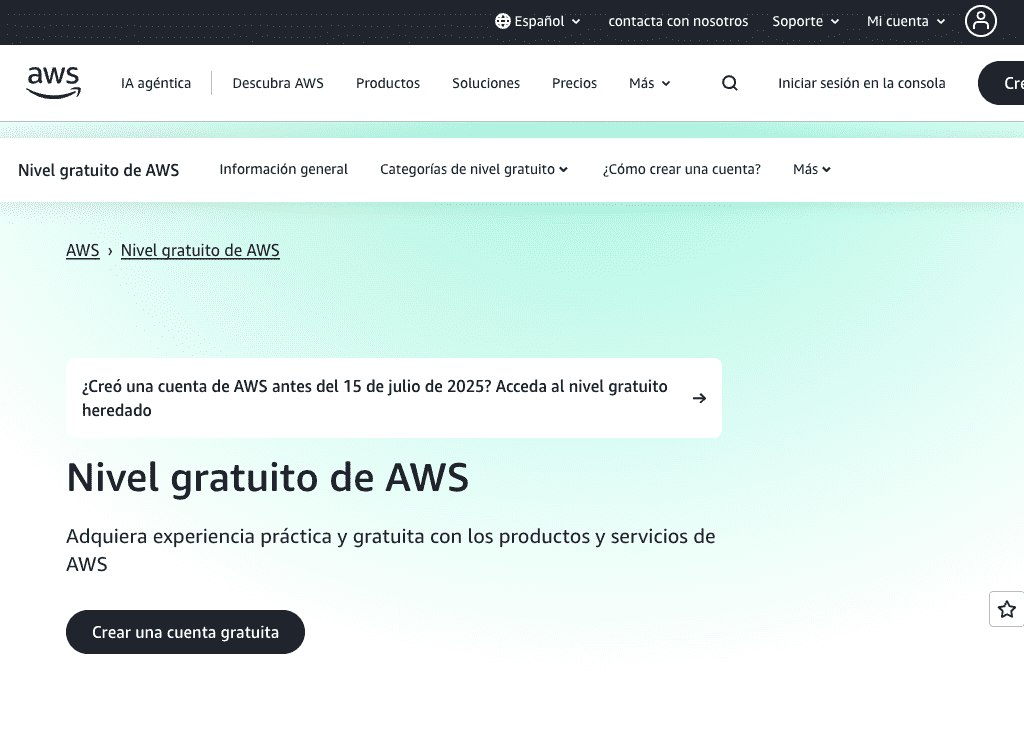 Español
contacta con nosotros
Soporte
Mi cuenta
aws
IA agéntica
Descubra AWS
Productos
Soluciones
Precios
Más
Iniciar sesión en la consola
Nivel gratuito de AWS
Información general
Categorías de nivel gratuito
¿Cómo crear una cuenta?
Más
AWS › Nivel gratuito de AWS
¿Creó una cuenta de AWS antes del 15 de julio de 2025? Acceda al nivel gratuito
heredado
Nivel gratuito de AWS
Adquiera experiencia práctica y gratuita con los productos y servicios de
AWS
Crear una cuenta gratuita